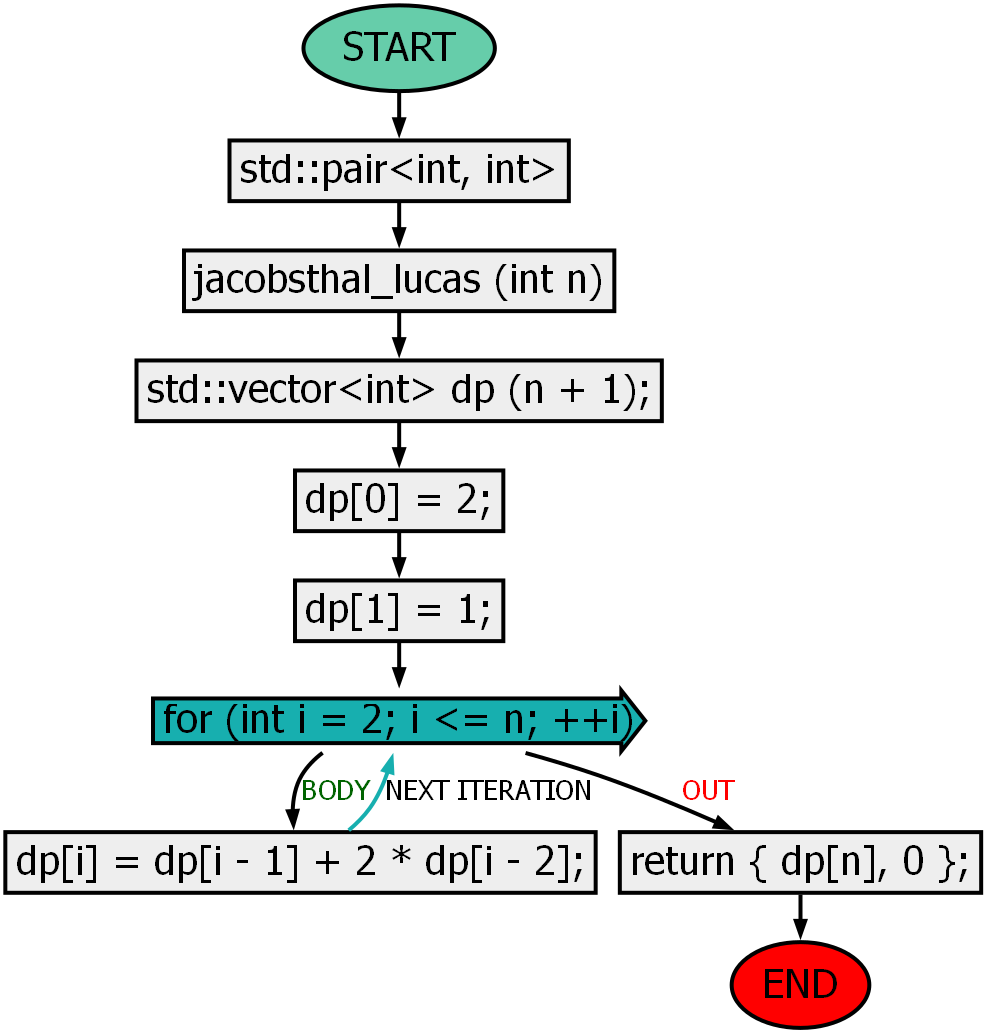 START
std::pair<int, int>
jacobsthal_lucas (int n)
std::vector<int> dp (n + 1);
dp[0] = 2;
dp[1] = 1;
for (int i = 2; i <= n; ++i)
BODY
NEXT ITERATION
OUT
dp[i] = dp[i - 1] + 2 * dp[i - 2];
return { dp[n], 0 };
END